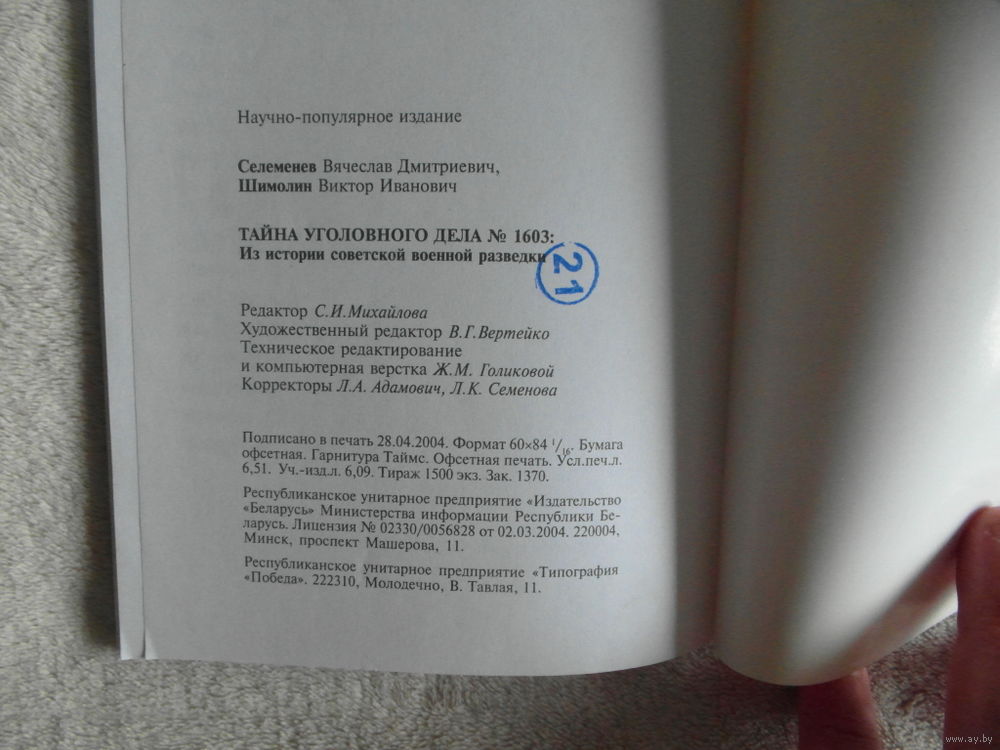 Научно-популярное издание
Селеменев Вячеслав Дмитриевич,
Шимолин Виктор Иванович
ТАЙНА УГОЛОВНОГО ДЕЛА № 1603:
Из истории советской военной разведки
21
Редактор С.И.Михайлова
Художественный редактор В.Г.Вертейко
Техническое редактирование
и компьютерная верстка Ж.М. Голиковой
Корректоры Л.А. Адамович, Л.К. Семенова
Подписано в печать 28.04.2004. Формат 60×84 1/16. Бумага
офсетная. Гарнитура Таймс. Офсетная печать. Усл.печ.л.
6,51. Уч.-изд.л. 6,09. Тираж 1500 экз. Зак. 1370.
Республиканское унитарное предприятие «Издательство
«Беларусь» Министерства информации Республики Бе-
ларусь. Лицензия № 02330/0056828 от 02.03.2004. 220004,
Минск, проспект Машерова, 11.
Республиканское унитарное предприятие «Типография
«Победа». 222310, Молодечно, В. Тавлая, 11.
www.ay.by